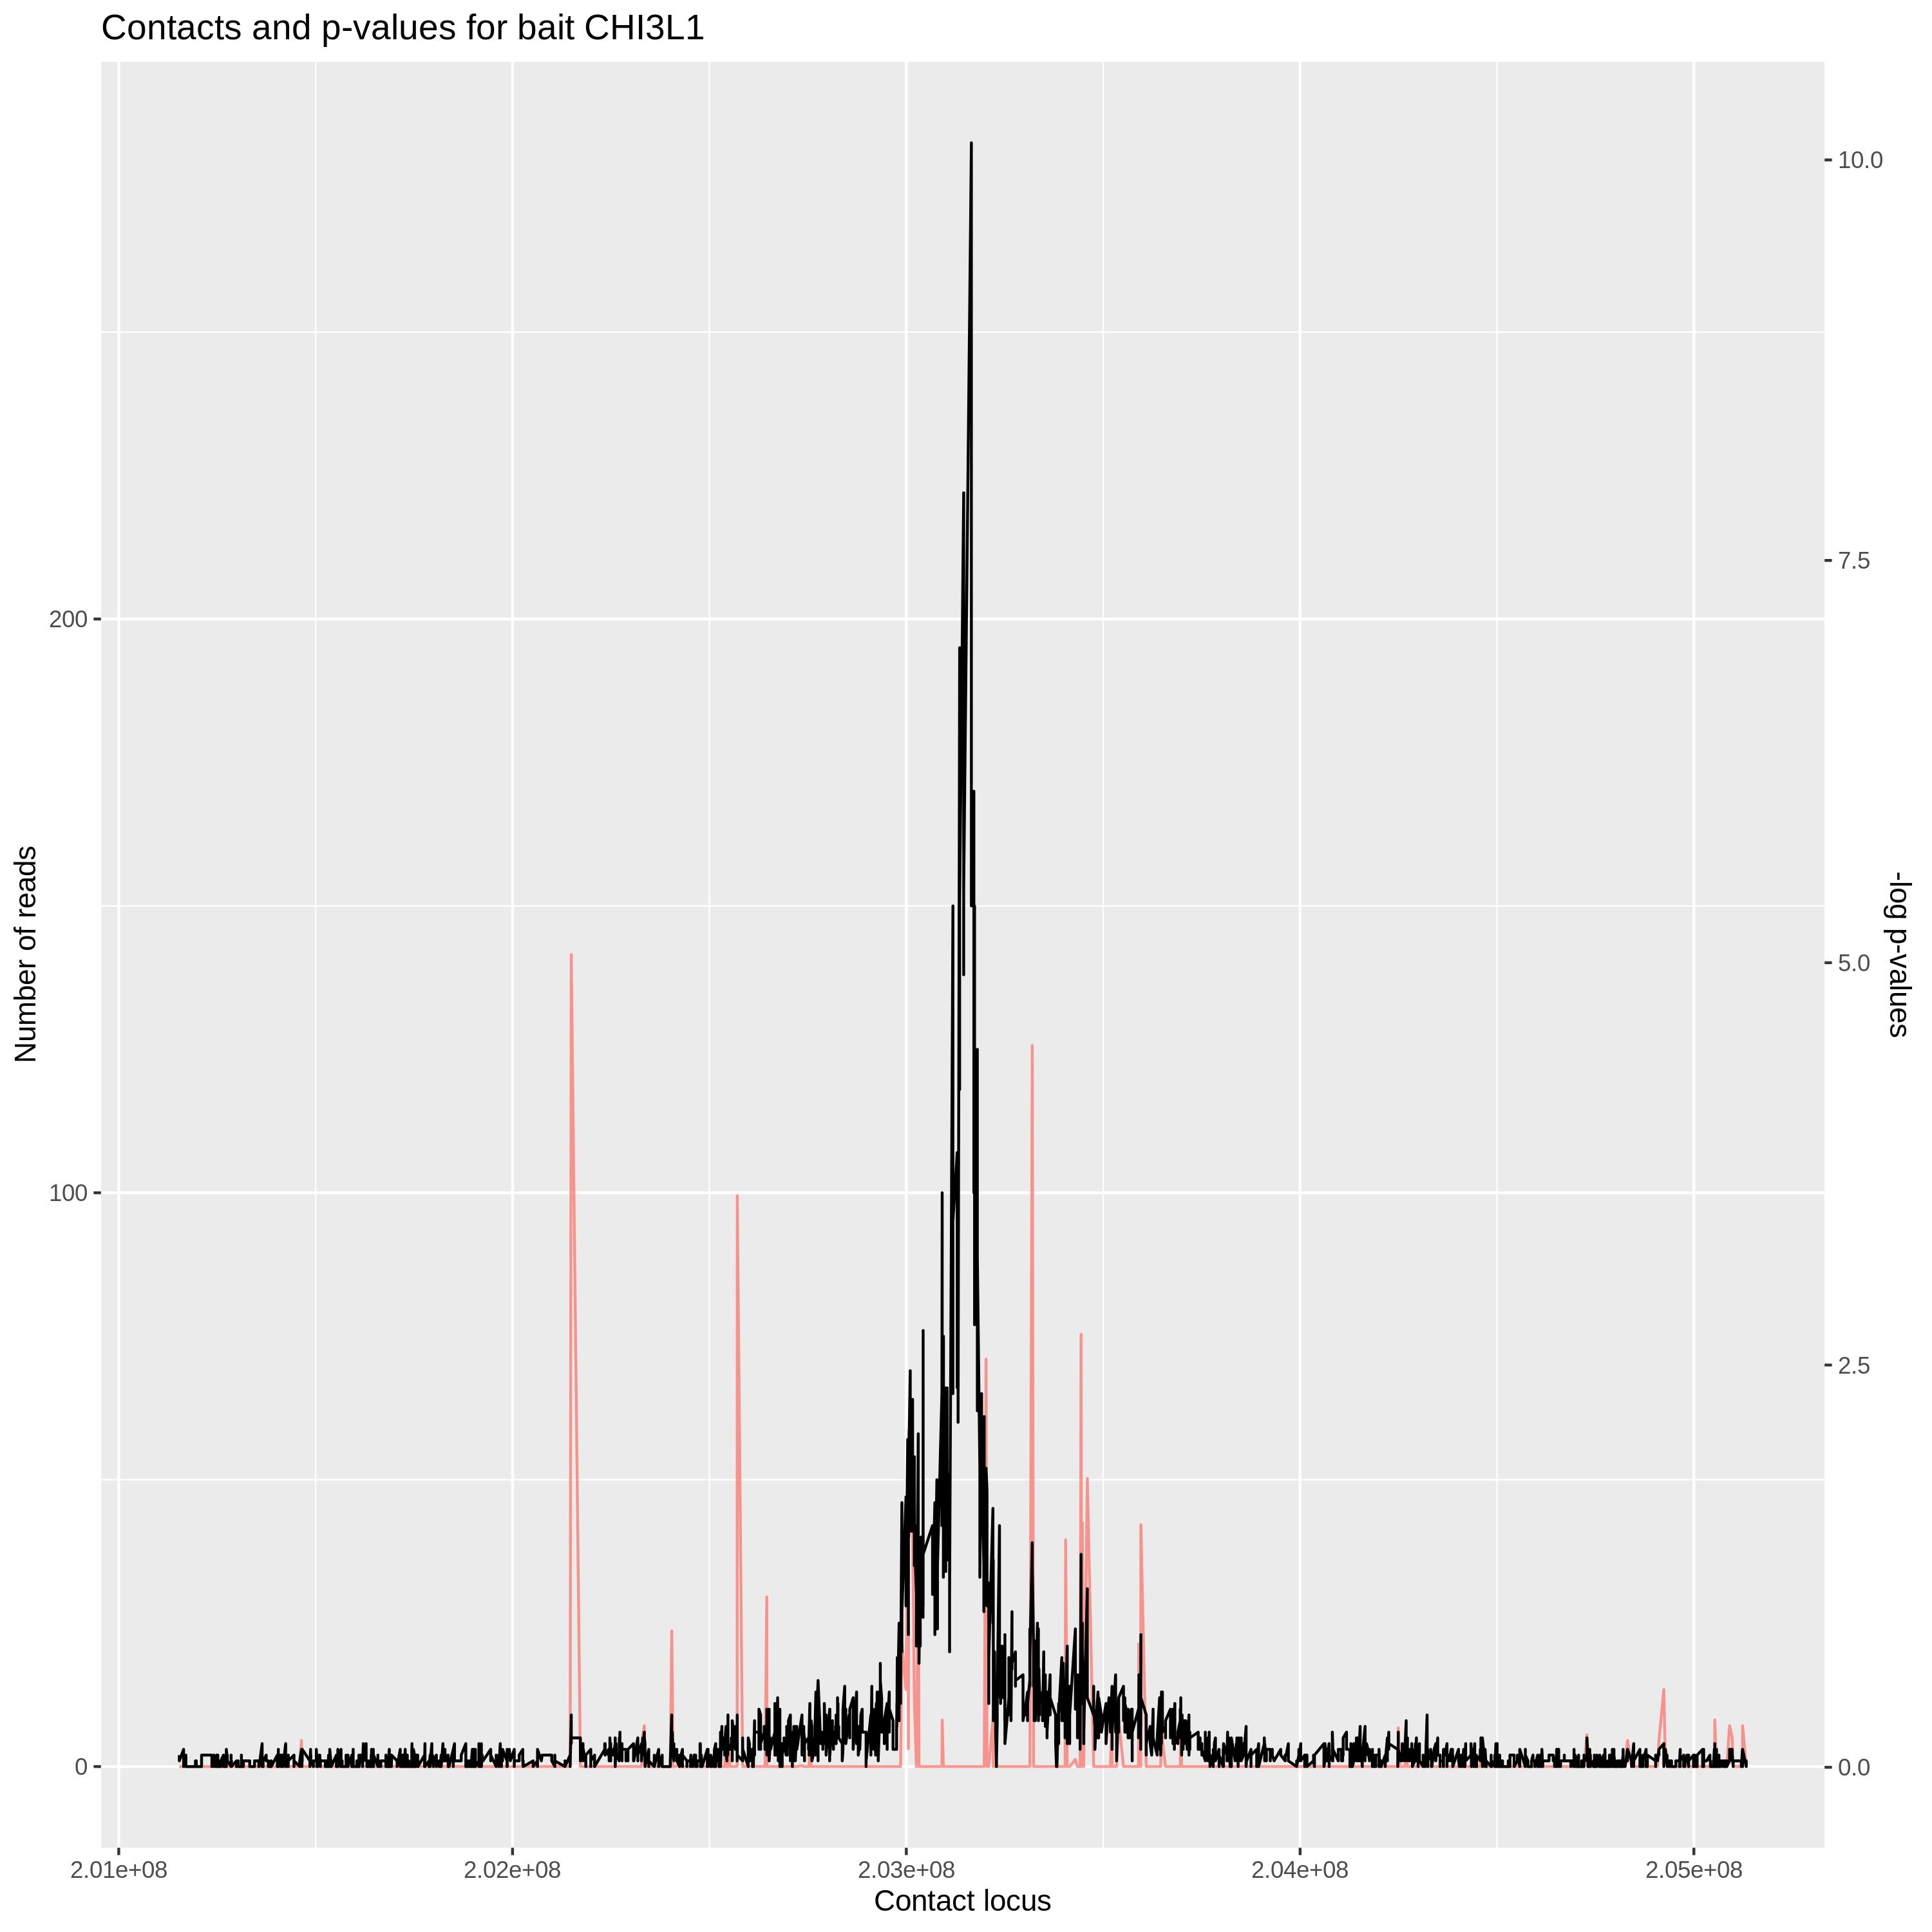 Contacts and p-values for bait CHI3L1
10.0
7.5
200
Number of reads
-log p-values
5.0
100
2.5
0
0.0
2.01e+08
2.02e+08
2.03e+08
2.04e+08
2.05e+08
Contact locus